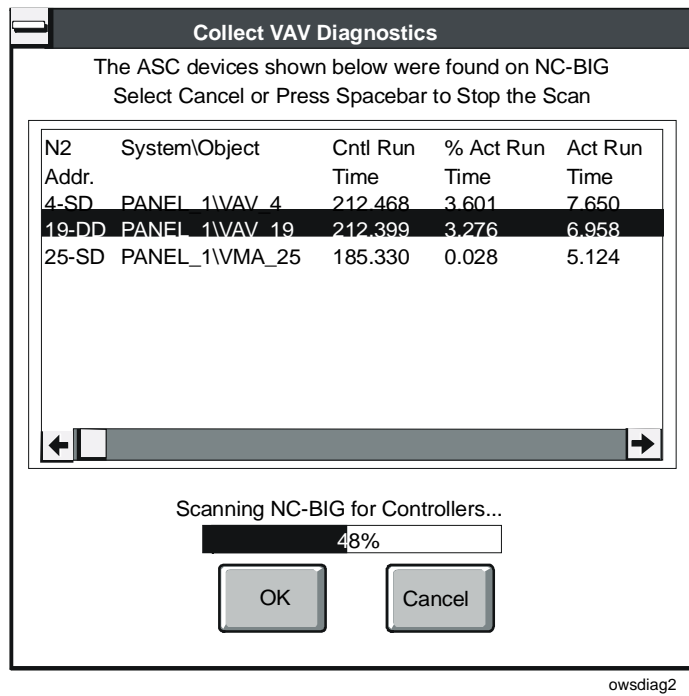 Collect VAV Diagnostics
The ASC devices shown below were found on NC-BIG
Select Cancel or Press Spacebar to Stop the Scan
N2 System\Object Cntl Run % Act Run Act Run
Addr. Time Time Time
4-SD PANEL_1\VAV_4 212.468 3.601 7.650
19-DD PANEL_1\VAV_19 212.399 3.276 6.958
25-SD PANEL_1\VMA_25 185.330 0.028 5.124
Scanning NC-BIG for Controllers...
48%
OK Cancel
owsdiag2